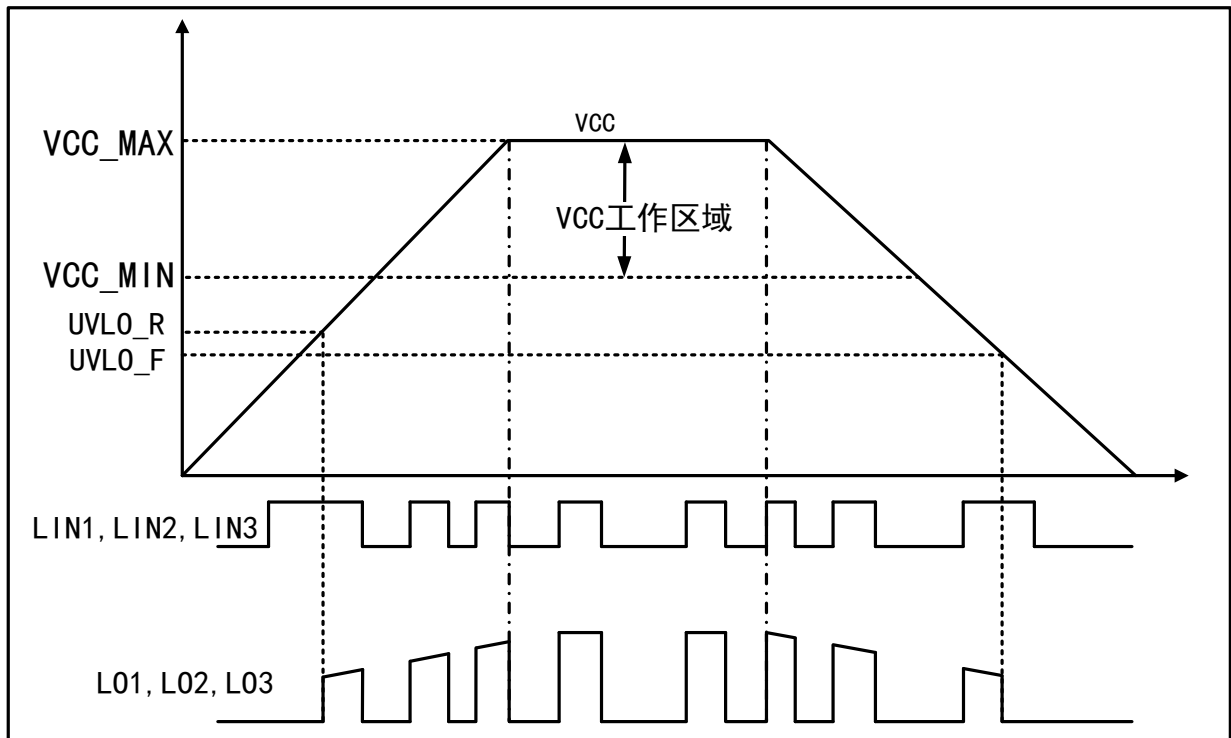 VCC
VCC_MAX
VCC工作区域
VCC_MIN
UVLO_R
UVLO_F
LIN1, LIN2, LIN3
LO1, LO2, LO3